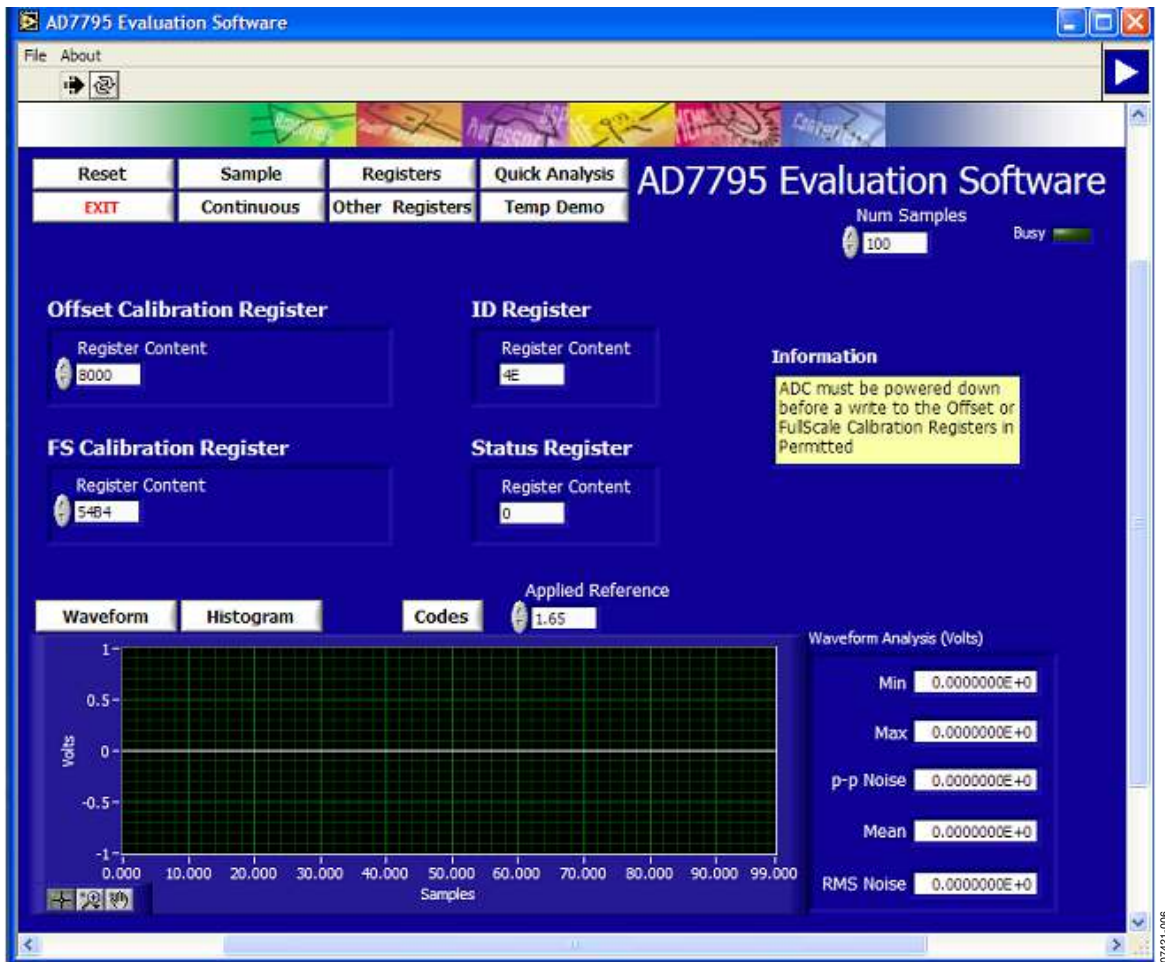 AD7795 Evaluation Software
File About
Reset Sample Registers Quick Analysis
EXIT Continuous Other Registers Temp Demo
AD7795 Evaluation Software
Num Samples
100
Busy
Offset Calibration Register
Register Content
8000
ID Register
Register Content
4E
Information
ADC must be powered down
before a write to the Offset or
FullScale Calibration Registers in
Permitted
FS Calibration Register
Register Content
54B4
Status Register
Register Content
0
Waveform Histogram Codes
Applied Reference
1.65
1
0.5
0
-0.5
-1
Volts
0.000 10.000 20.000 30.000 40.000 50.000 60.000 70.000 80.000 90.000 99.000
Samples
Waveform Analysis (Volts)
Min 0.0000000E+0
Max 0.0000000E+0
p-p Noise 0.0000000E+0
Mean 0.0000000E+0
RMS Noise 0.0000000E+0
07431-006